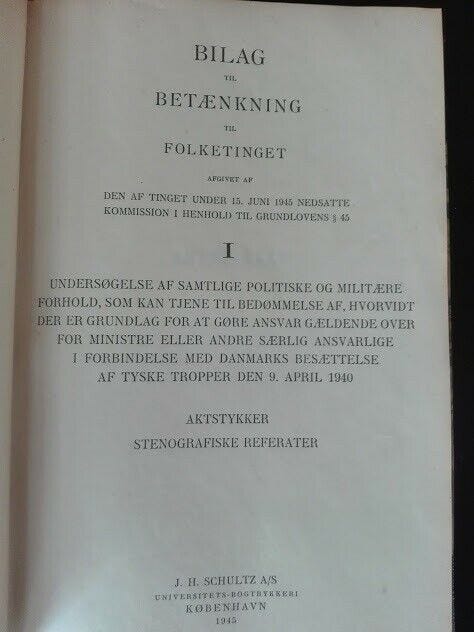 BILAG
TIL
BETÆNKNING
TIL
FOLKETINGET
AFGIVET AF
DEN AF TINGET UNDER 15. JUNI 1945 NEDSATTE
KOMMISSION I HENHOLD TIL GRUNDLOVENS § 45
I
UNDERSØGELSE AF SAMTLIGE POLITISKE OG MILITÆRE
FORHOLD, SOM KAN TJENE TIL BEDØMMELSE AF, HVORVIDT
DER ER GRUNDLAG FOR AT GØRE ANSVAR GÆLDENDE OVER
FOR MINISTRE ELLER ANDRE SÆRLIG ANSVARLIGE
I FORBINDELSE MED DANMARKS BESÆTTELSE
AF TYSKE TROPPER DEN 9. APRIL 1940
AKTSTYKKER
STENOGRAFISKE REFERATER
J. H. SCHULTZ A/S
UNIVERSITETS-BOGTRYKKERI
KØBENHAVN
1945